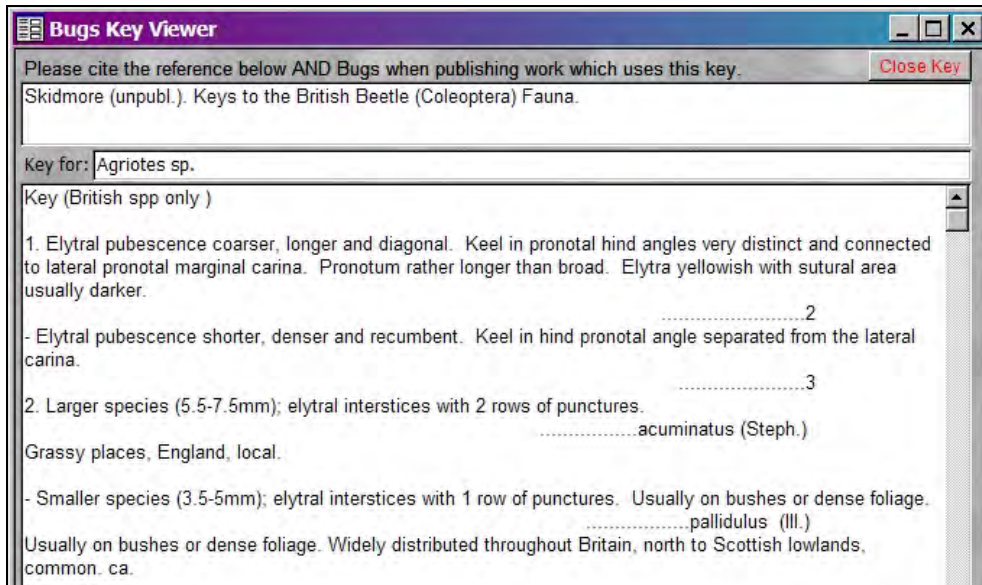 Bugs Key Viewer
Please cite the reference below AND Bugs when publishing work which uses this key.
Close Key
Skidmore (unpubl.). Keys to the British Beetle (Coleoptera) Fauna.
Key for: Agriotes sp.
Key (British spp only )
1. Elytral pubescence coarser, longer and diagonal.  Keel in pronotal hind angles very distinct and connected
to lateral pronotal marginal carina.  Pronotum rather longer than broad.  Elytra yellowish with sutural area
usually darker.
.......................2
- Elytral pubescence shorter, denser and recumbent.  Keel in hind pronotal angle separated from the lateral
carina.
.....................3
2. Larger species (5.5-7.5mm); elytral interstices with 2 rows of punctures.
................acuminatus (Steph.)
Grassy places, England, local.
- Smaller species (3.5-5mm); elytral interstices with 1 row of punctures.  Usually on bushes or dense foliage.
.................pallidulus  (Ill.)
Usually on bushes or dense foliage. Widely distributed throughout Britain, north to Scottish lowlands,
common. ca.